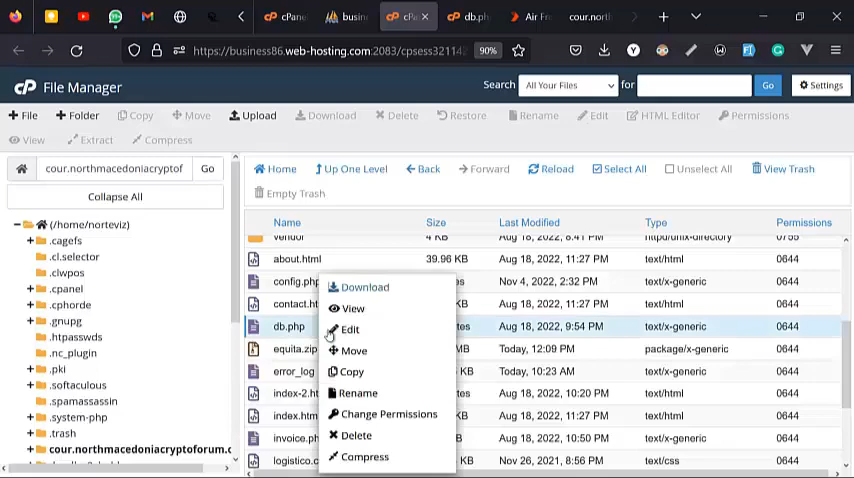 cPane
busin
cPa
db.ph
Air Fr
cour.north
https://business86.web-hosting.com:2083/cpsess32114
90%
cP File Manager
Search All Your Files for Go Settings
File Folder Copy Move Upload Download Delete Restore Rename Edit HTML Editor Permissions
View Extract Compress
cour.northmacedoniacryptof Go
Home Up One Level Back Forward Reload Select All Unselect All View Trash
Empty Trash
Collapse All
(/home/norteviz)
.cagefs
.cl.selector
.clwpos
.cpanel
.cphorde
.gnupg
.htpasswds
.nc_plugin
.pki
.softaculous
.spamassassin
.system-php
.trash
cour.northmacedoniacryptoforum.c
Name Size Last Modified Type Permissions
vendor 4 KB Aug 18, 2022, 8:41 PM httpd/unix-directory 0755
about.html 39.96 KB Aug 18, 2022, 11:27 PM text/html 0644
config.php es Nov 4, 2022, 2:32 PM text/x-generic 0644
contact.ht KB Aug 18, 2022, 11:27 PM text/html 0644
db.php tes Aug 18, 2022, 9:54 PM text/x-generic 0644
equita.zip MB Today, 12:09 PM package/x-generic 0644
error_log KB Today, 10:23 AM text/x-generic 0644
index-2.h KB Aug 18, 2022, 10:20 PM text/html 0644
index.htm KB Aug 18, 2022, 11:27 PM text/html 0644
invoice.ph KB Aug 18, 2022, 10:50 PM text/x-generic 0644
logistico.c KB Nov 26, 2021, 8:56 PM text/css 0644
Download
View
Edit
Move
Copy
Rename
Change Permissions
Delete
Compress